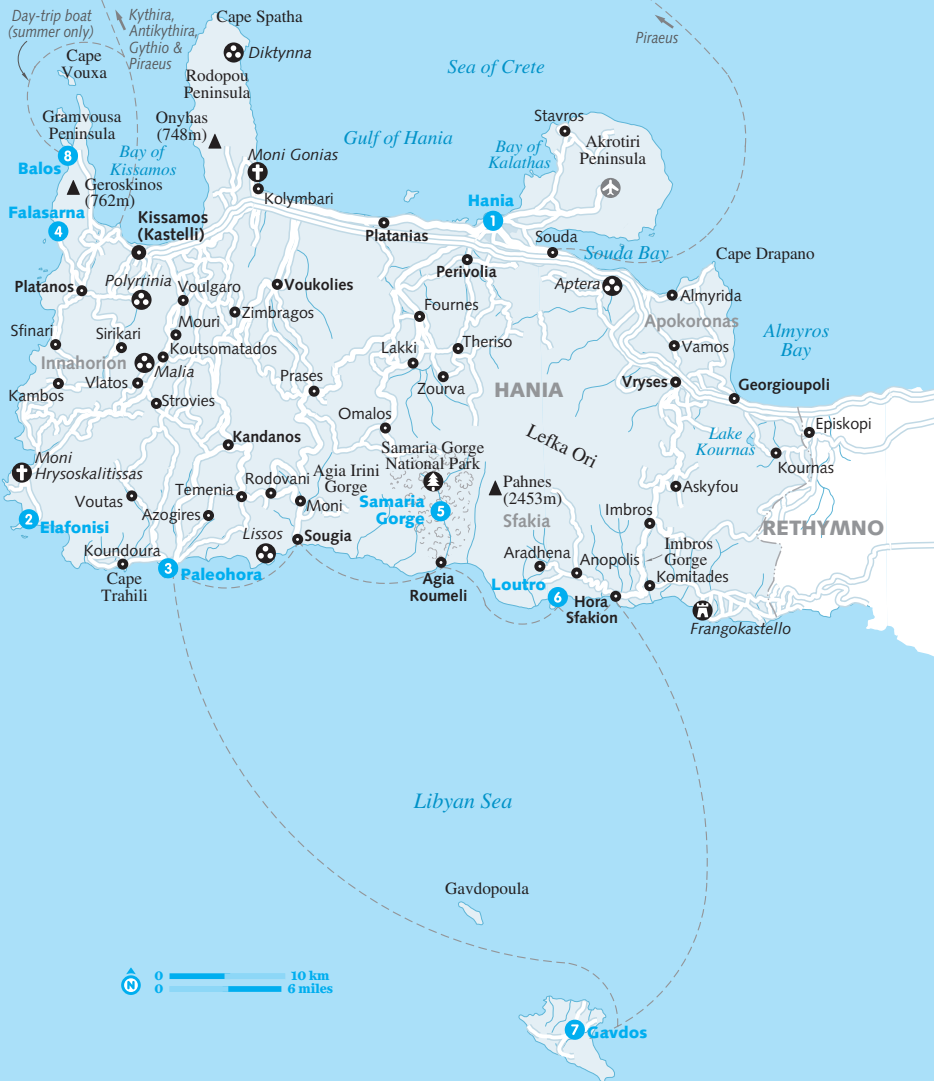 Day-trip boat
(summer only)
Kythira,
Antikythira,
Gythio &
Piraeus
Cape Spatha
Piraeus
Cape
Vouxa
Diktynna
Sea of Crete
Rodopou
Peninsula
Gramvousa
Peninsula
Onyhas
(748m)
Gulf of Hania
Stavros
Akrotiri
Peninsula
Bay of
Kalathas
8
Balos
Bay of
Kissamos
Moni Gonias
Geroskinos
(762m)
Kolymbari
Hania
1
Falasarna
4
Kissamos
(Kastelli)
Platanias
Souda
Souda Bay
Cape Drapano
Perivolia
Platanos
Polyrrinia
Voulgaro
Voukolies
Aptera
Almyrida
Zimbragos
Fournes
Apokoronas
Almyros
Bay
Sfinari
Sirikari
Mouri
Koutsomatados
Lakki
Theriso
Vamos
Innahorion
Malia
Kambos
Vlatos
Prases
Zourva
HANIA
Vryses
Georgioupoli
Strovies
Omalos
Episkopi
Kandanos
Lefka Ori
Lake
Kournas
Kournas
Moni
Hrysoskalitissas
Samaria Gorge
National Park
Agia Irini
Gorge
Rodovani
Temenia
Moni
Pahnes
(2453m)
Askyfou
Voutas
Azogires
Samaria
Gorge
5
Sfakia
Imbros
2
Elafonisi
Lissos
Sougia
RETHYMNO
Koundoura
Imbros
Gorge
Aradhena
Anopolis
3
Paleohora
Cape
Trahili
Agia
Roumeli
Loutro
6
Komitades
Hora
Sfakion
Frangokastello
Libyan Sea
Gavdopoula
N
0
10 km
0
6 miles
7
Gavdos